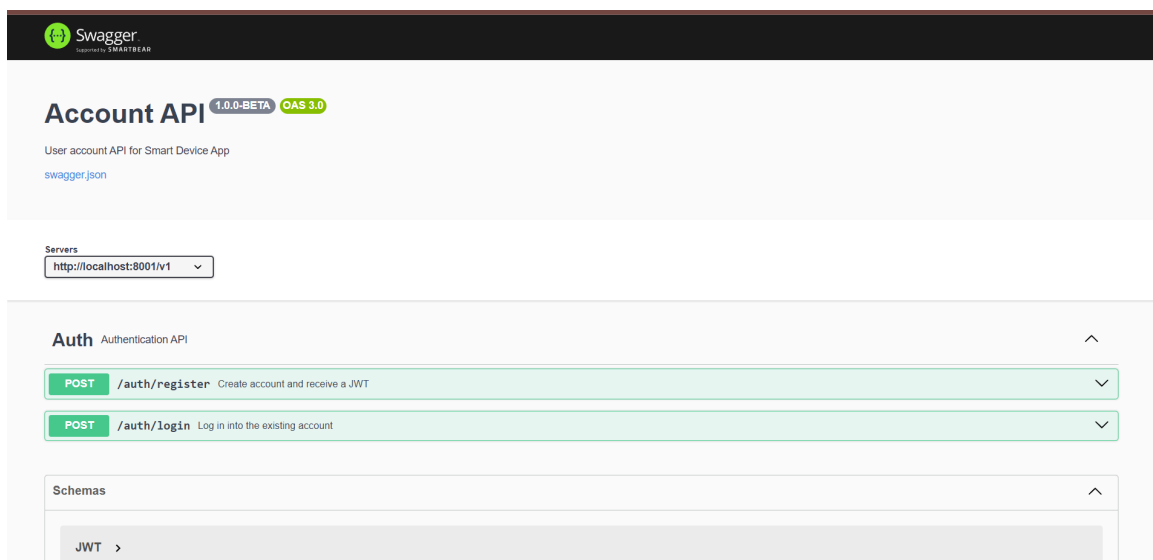 {··} Swagger.
Supported by SMARTBEAR
Account API 1.0.0-BETA OAS 3.0
User account API for Smart Device App
swagger.json
Servers
http://localhost:8001/v1
Auth Authentication API
POST /auth/register Create account and receive a JWT
POST /auth/login Log in into the existing account
Schemas
JWT